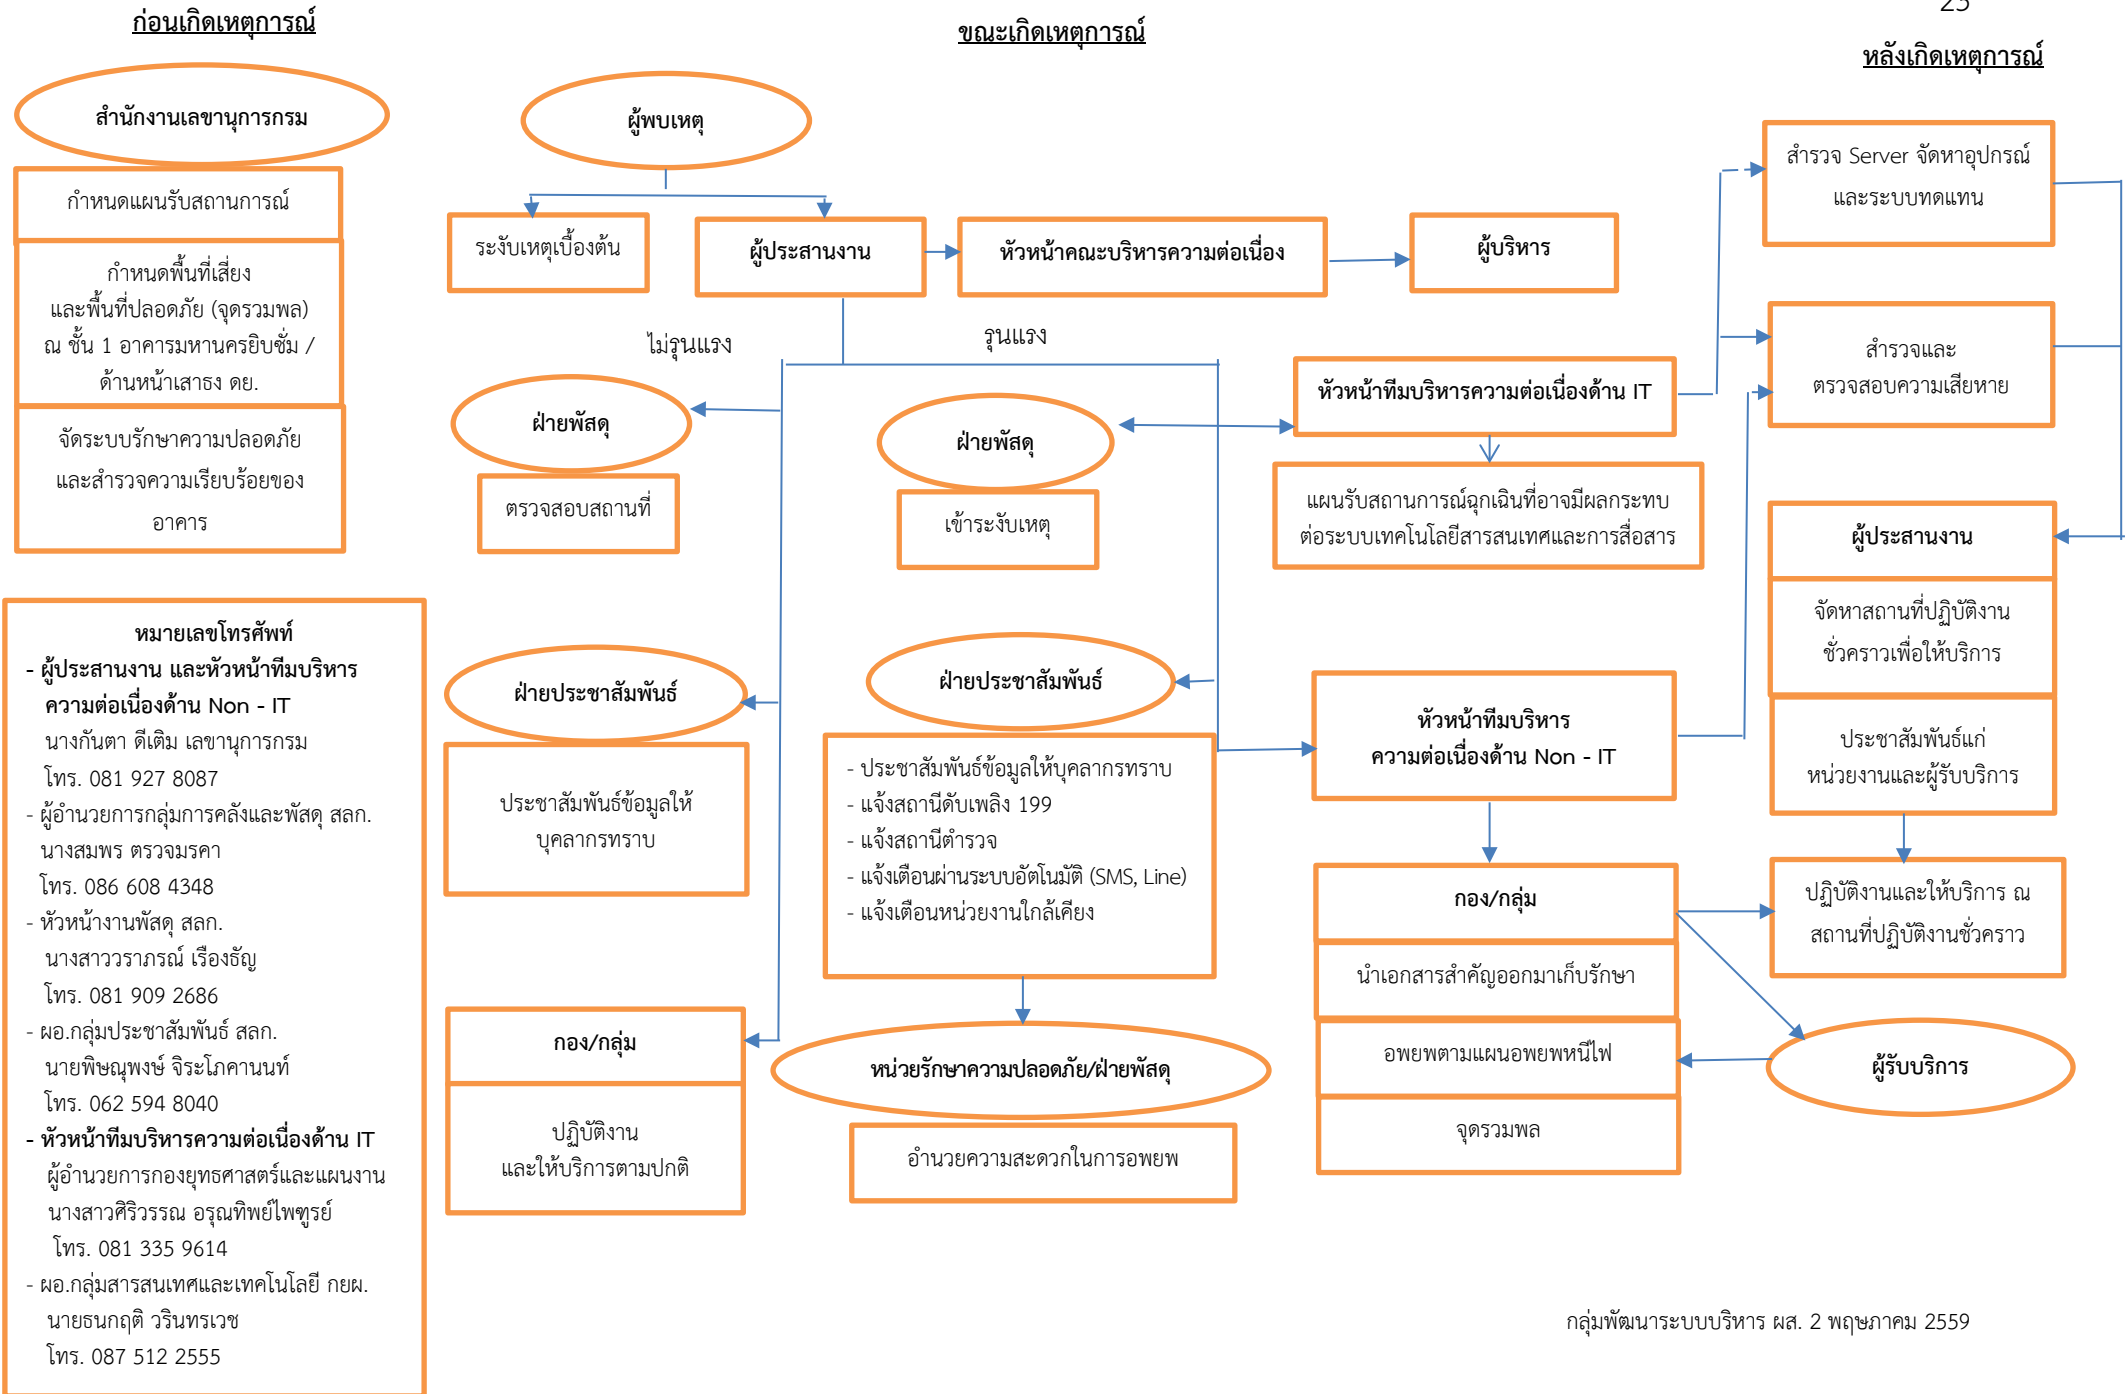 25
ก่อนเกิดเหตุการณ์
ขณะเกิดเหตุการณ์
หลังเกิดเหตุการณ์
สำนักงานเลขานุการกรม
กำหนดแผนรับสถานการณ์
กำหนดพื้นที่เสี่ยง
และพื้นที่ปลอดภัย (จุดรวมพล)
ณ ชั้น 1 อาคารมหานครยิบซั่ม /
ด้านหน้าเสาธง ดย.
จัดระบบรักษาความปลอดภัย
และสำรวจความเรียบร้อยของ
อาคาร
หมายเลขโทรศัพท์
- ผู้ประสานงาน และหัวหน้าทีมบริหาร
ความต่อเนื่องด้าน Non - IT
นางกันตา ดีเติม เลขานุการกรม
โทร. 081 927 8087
- ผู้อำนวยการกลุ่มการคลังและพัสดุ สลก.
นางสมพร ตรวจมรคา
โทร. 086 608 4348
- หัวหน้างานพัสดุ สลก.
นางสาววราภรณ์ เรืองธัญ
โทร. 081 909 2686
- ผอ.กลุ่มประชาสัมพันธ์ สลก.
นายพิษณุพงษ์ จิระโภคานนท์
โทร. 062 594 8040
- หัวหน้าทีมบริหารความต่อเนื่องด้าน IT
ผู้อำนวยการกองยุทธศาสตร์และแผนงาน
นางสาวศิริวรรณ อรุณทิพย์ไพฑูรย์
โทร. 081 335 9614
- ผอ.กลุ่มสารสนเทศและเทคโนโลยี กยผ.
นายธนกฤติ วรินทรเวช
โทร. 087 512 2555
ผู้พบเหตุ
ระงับเหตุเบื้องต้น
ผู้ประสานงาน
หัวหน้าคณะบริหารความต่อเนื่อง
ผู้บริหาร
ไม่รุนแรง
รุนแรง
ฝ่ายพัสดุ
ตรวจสอบสถานที่
ฝ่ายประชาสัมพันธ์
ประชาสัมพันธ์ข้อมูลให้
บุคลากรทราบ
กอง/กลุ่ม
ปฏิบัติงาน
และให้บริการตามปกติ
ฝ่ายพัสดุ
เข้าระงับเหตุ
ฝ่ายประชาสัมพันธ์
- ประชาสัมพันธ์ข้อมูลให้บุคลากรทราบ
- แจ้งสถานีดับเพลิง 199
- แจ้งสถานีตำรวจ
- แจ้งเตือนผ่านระบบอัตโนมัติ (SMS, Line)
- แจ้งเตือนหน่วยงานใกล้เคียง
หน่วยรักษาความปลอดภัย/ฝ่ายพัสดุ
อำนวยความสะดวกในการอพยพ
หัวหน้าทีมบริหารความต่อเนื่องด้าน IT
แผนรับสถานการณ์ฉุกเฉินที่อาจมีผลกระทบ
ต่อระบบเทคโนโลยีสารสนเทศและการสื่อสาร
หัวหน้าทีมบริหาร
ความต่อเนื่องด้าน Non - IT
กอง/กลุ่ม
นำเอกสารสำคัญออกมาเก็บรักษา
อพยพตามแผนอพยพหนีไฟ
จุดรวมพล
สำรวจ Server จัดหาอุปกรณ์
และระบบทดแทน
สำรวจและ
ตรวจสอบความเสียหาย
ผู้ประสานงาน
จัดหาสถานที่ปฏิบัติงาน
ชั่วคราวเพื่อให้บริการ
ประชาสัมพันธ์แก่
หน่วยงานและผู้รับบริการ
ปฏิบัติงานและให้บริการ ณ
สถานที่ปฏิบัติงานชั่วคราว
ผู้รับบริการ
กลุ่มพัฒนาระบบบริหาร ผส. 2 พฤษภาคม 2559